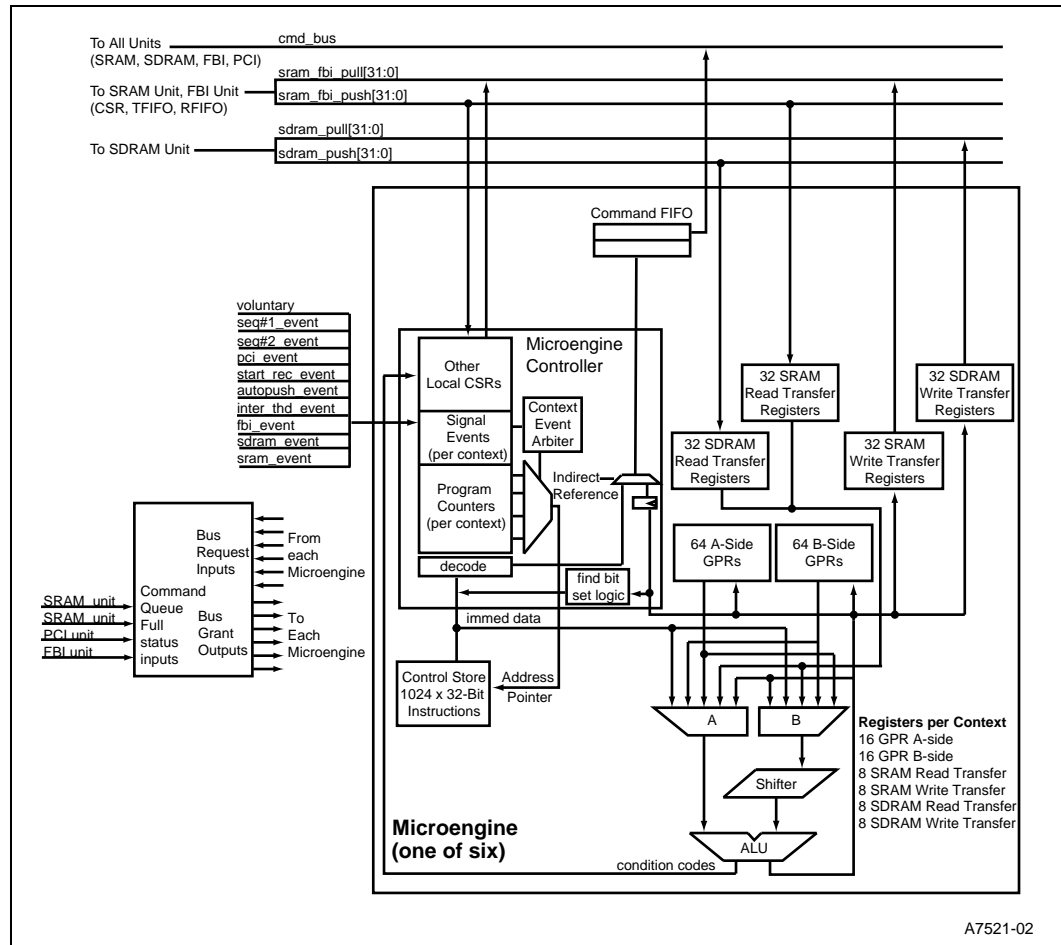 To All Units
(SRAM, SDRAM, FBI, PCI)
cmd_bus
sram_fbi_pull[31:0]
To SRAM Unit, FBI Unit
(CSR, TFIFO, RFIFO)
sram_fbi_push[31:0]
sdram_pull[31:0]
To SDRAM Unit
sdram_push[31:0]
Command FIFO
voluntary
seq#1_event
seq#2_event
pci_event
start_rec_event
autopush_event
inter_thd_event
fbi_event
sdram_event
sram_event
Microengine
Controller
Other
Local CSRs
Signal
Events
(per context)
Context
Event
Arbiter
Program
Counters
(per context)
Indirect
Reference
decode
find bit
set logic
32 SRAM
Read Transfer
Registers
32 SDRAM
Write Transfer
Registers
32 SDRAM
Read Transfer
Registers
32 SRAM
Write Transfer
Registers
64 A-Side
GPRs
64 B-Side
GPRs
Bus
Request
Inputs
From
each
Microengine
SRAM_unit
SRAM_unit
PCI unit
FBI unit
Command
Queue
Full
status
inputs
Bus
Grant
Outputs
To
Each
Microengine
immed data
Control Store
1024 x 32-Bit
Instructions
Address
Pointer
A
B
Shifter
ALU
condition codes
Registers per Context
16 GPR A-side
16 GPR B-side
8 SRAM Read Transfer
8 SRAM Write Transfer
8 SDRAM Read Transfer
8 SDRAM Write Transfer
Microengine
(one of six)
A7521-02